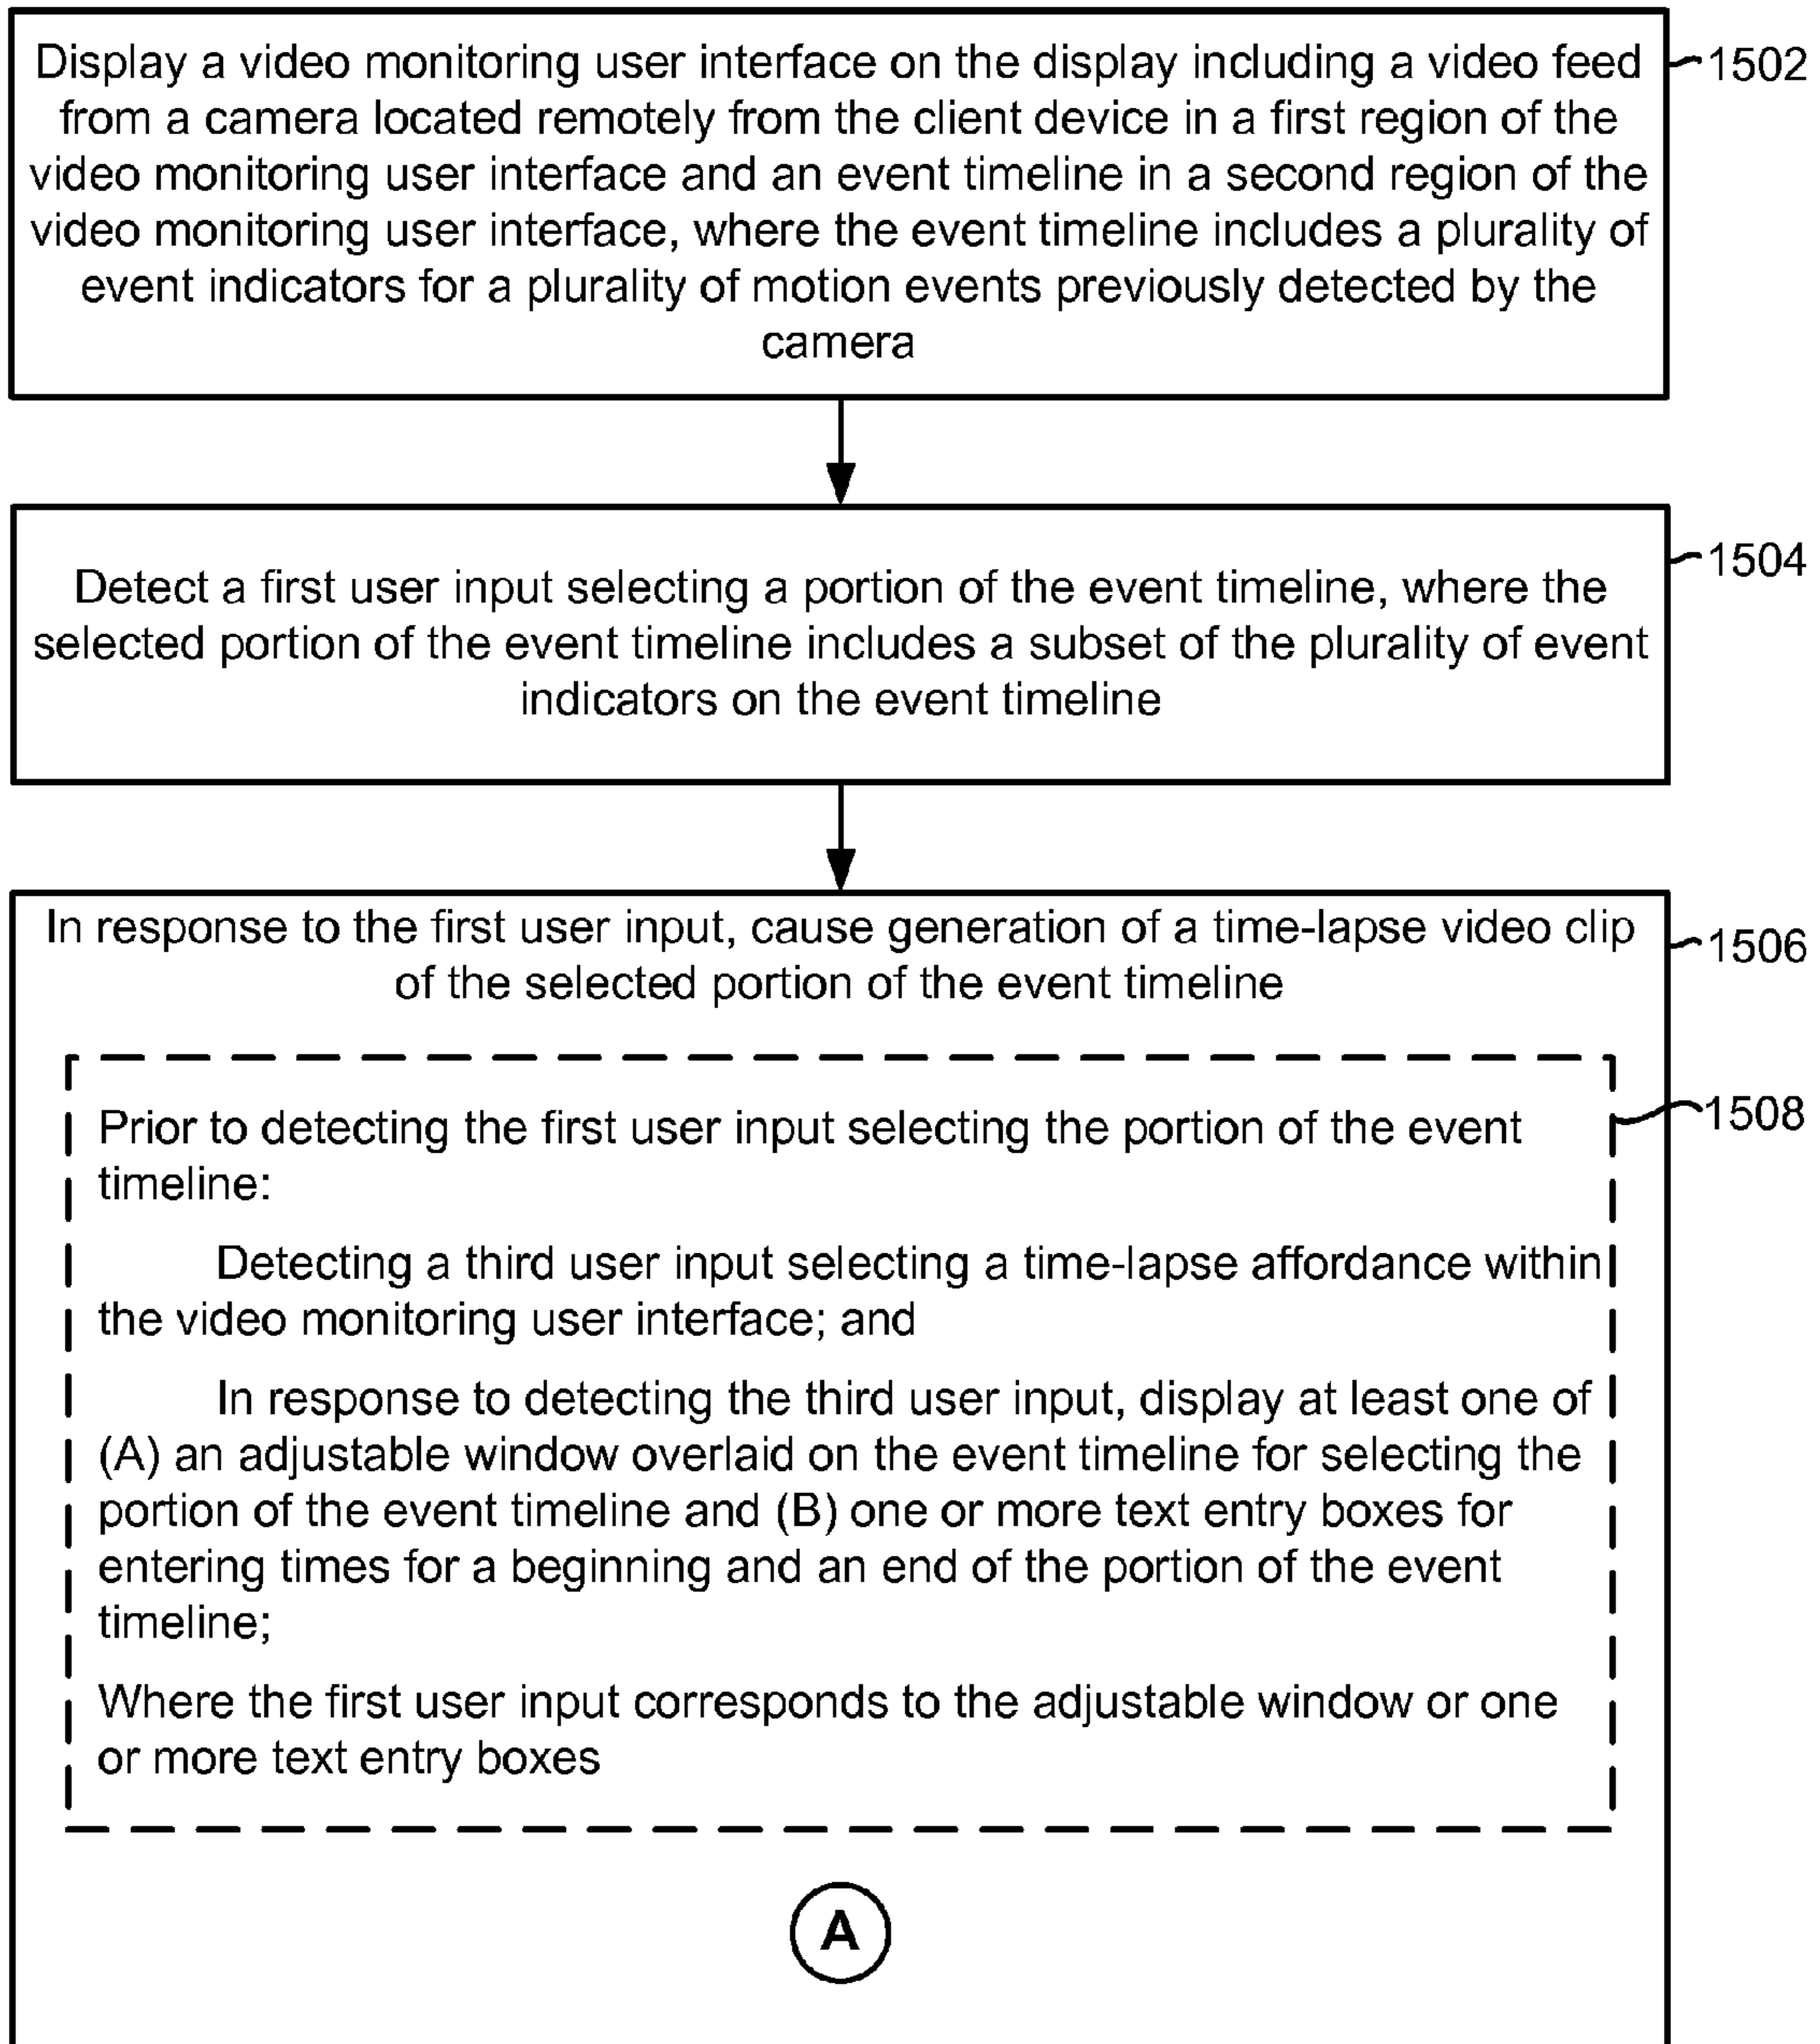 Display a video monitoring user interface on the display including a video feed
from a camera located remotely from the client device in a first region of the
video monitoring user interface and an event timeline in a second region of the
video monitoring user interface, where the event timeline includes a plurality of
event indicators for a plurality of motion events previously detected by the
camera
1502
Detect a first user input selecting a portion of the event timeline, where the
selected portion of the event timeline includes a subset of the plurality of event
indicators on the event timeline
1504
In response to the first user input, cause generation of a time-lapse video clip
of the selected portion of the event timeline
1506
Prior to detecting the first user input selecting the portion of the event
timeline:
Detecting a third user input selecting a time-lapse affordance within
the video monitoring user interface; and
In response to detecting the third user input, display at least one of
(A) an adjustable window overlaid on the event timeline for selecting the
portion of the event timeline and (B) one or more text entry boxes for
entering times for a beginning and an end of the portion of the event
timeline;
Where the first user input corresponds to the adjustable window or one
or more text entry boxes
1508
A